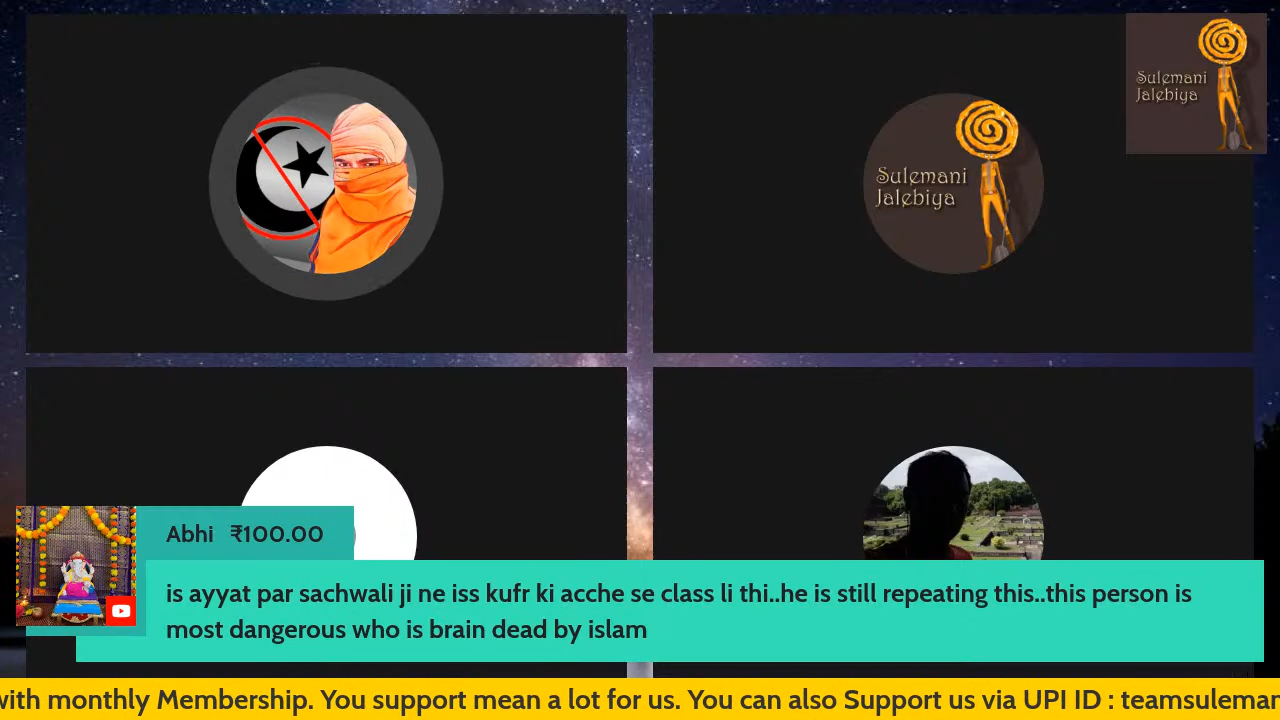 Sulemani
Jalebiya
Sulemani
Jalebiya
Abhi ₹100.00
is ayyat par sachwali ji ne iss kufr ki acche se class li thi..he is still repeating this..this person is
most dangerous who is brain dead by islam
with monthly Membership. You support mean a lot for us. You can also Support us via UPI ID : teamsuleman